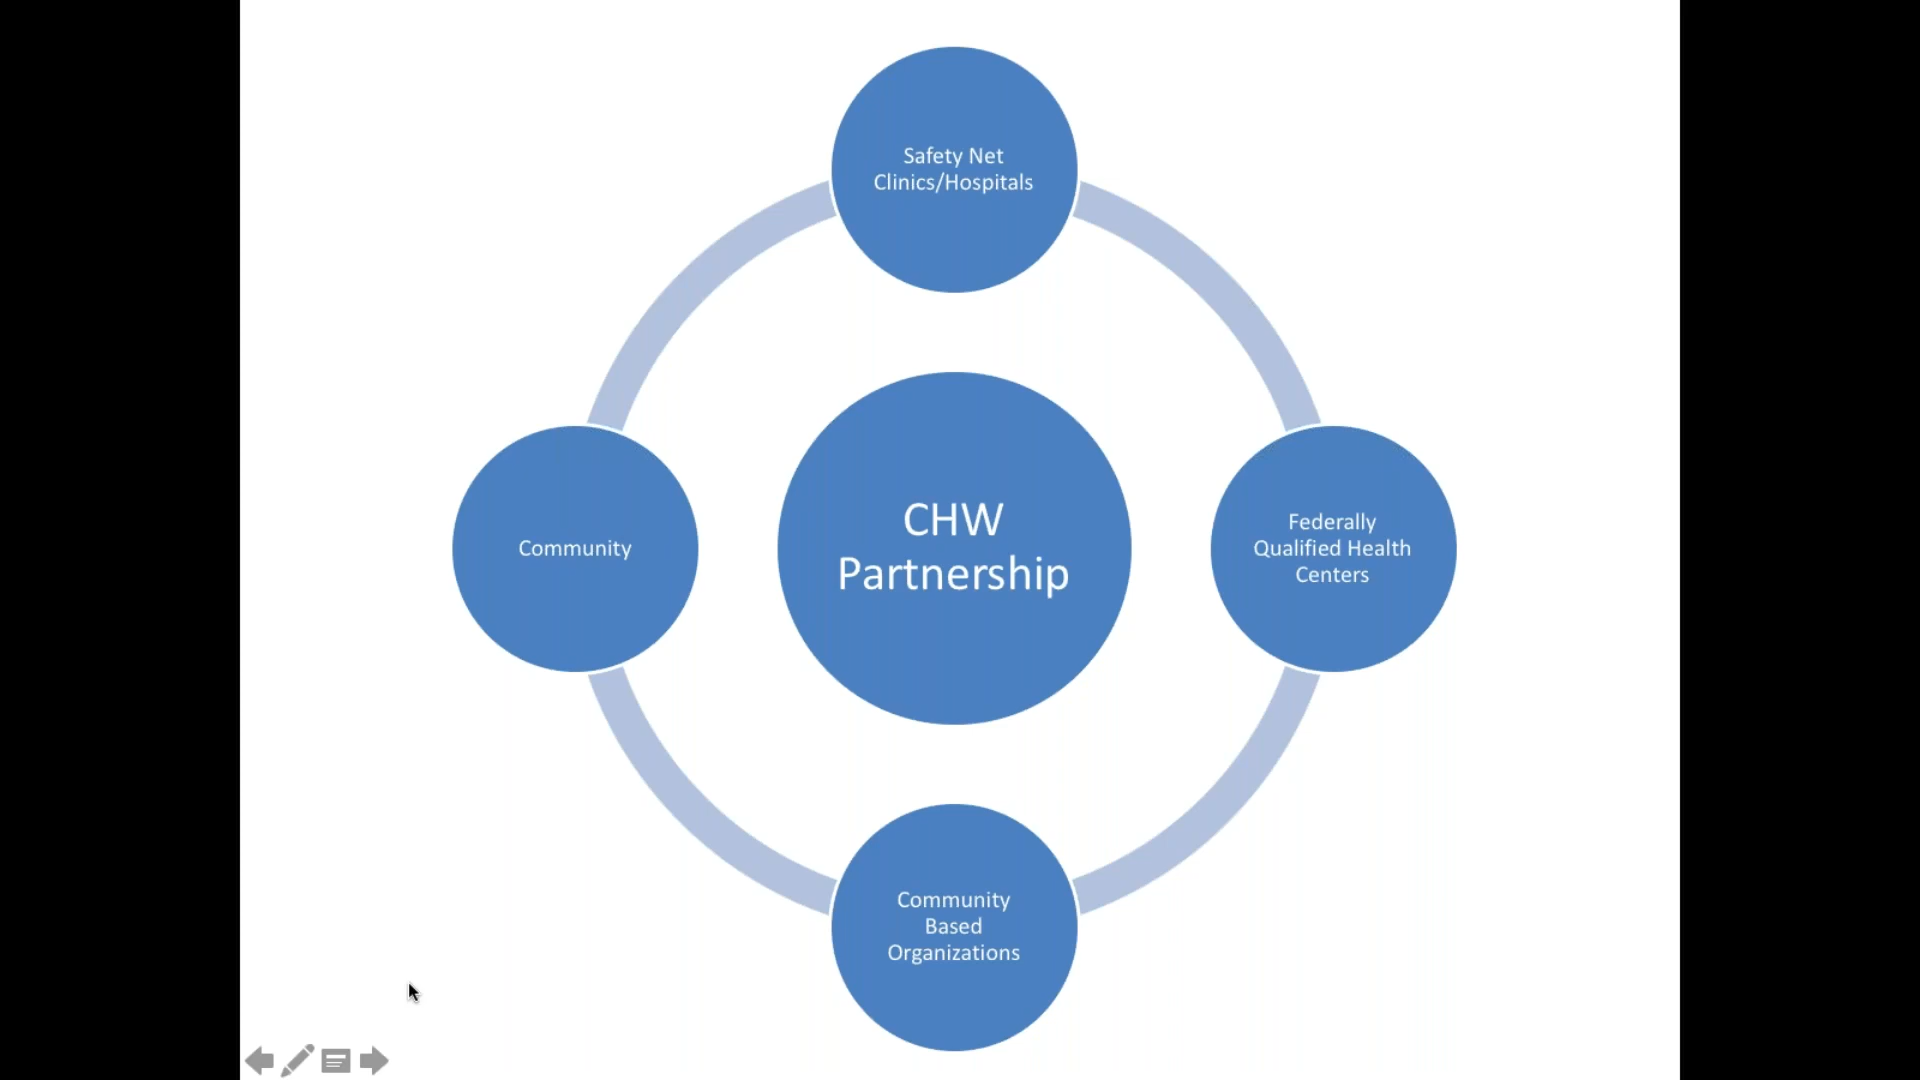 Safety Net
Clinics/Hospitals
Community
CHW
Partnership
Federally
Qualified Health
Centers
Community
Based
Organizations